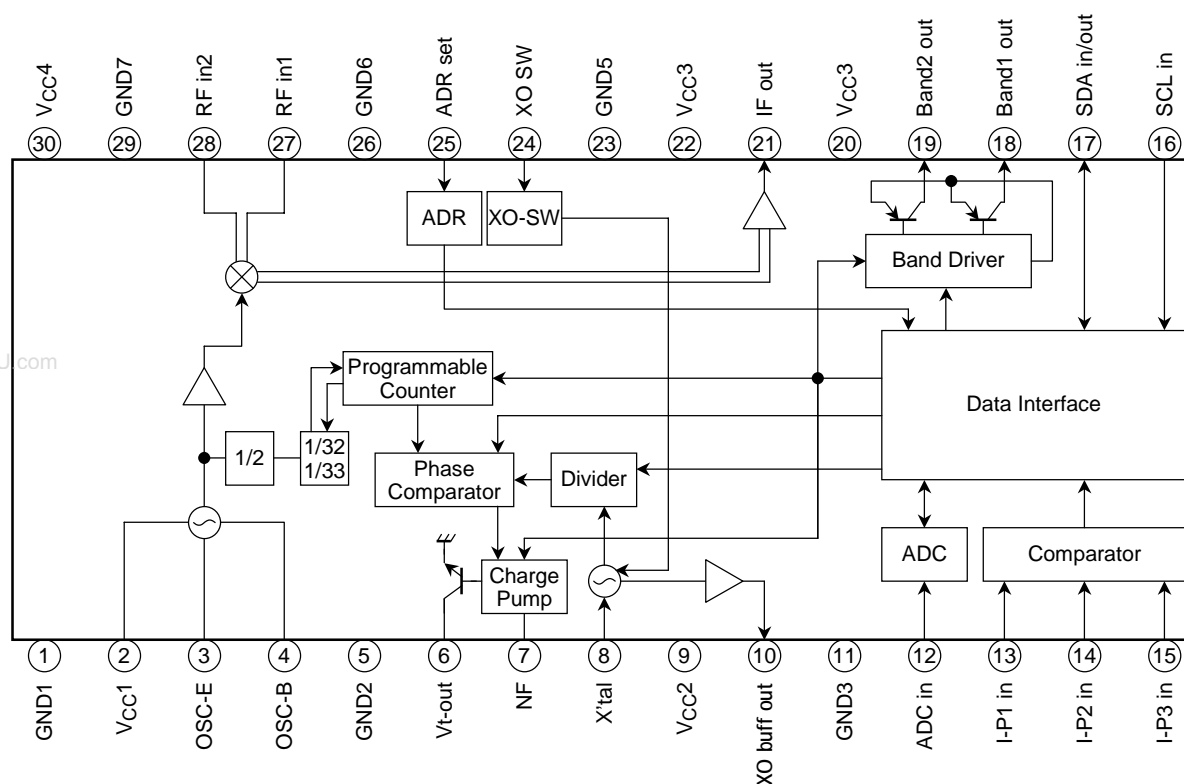 VCC4
GND7
RF in2
RF in1
GND6
ADR set
XO SW
GND5
VCC3
IF out
VCC3
Band2 out
Band1 out
SDA in/out
SCL in
30
29
28
27
26
25
24
23
22
21
20
19
18
17
16
ADR
XO-SW
Band Driver
U.com
Programmable
Counter
Data Interface
1/2
1/32
1/33
Phase
Comparator
Divider
ADC
Comparator
Charge
Pump
1
2
3
4
5
6
7
8
9
10
11
12
13
14
15
GND1
VCC1
OSC-E
OSC-B
GND2
Vt-out
NF
X'tal
VCC2
XO buff out
GND3
ADC in
I-P1 in
I-P2 in
I-P3 in